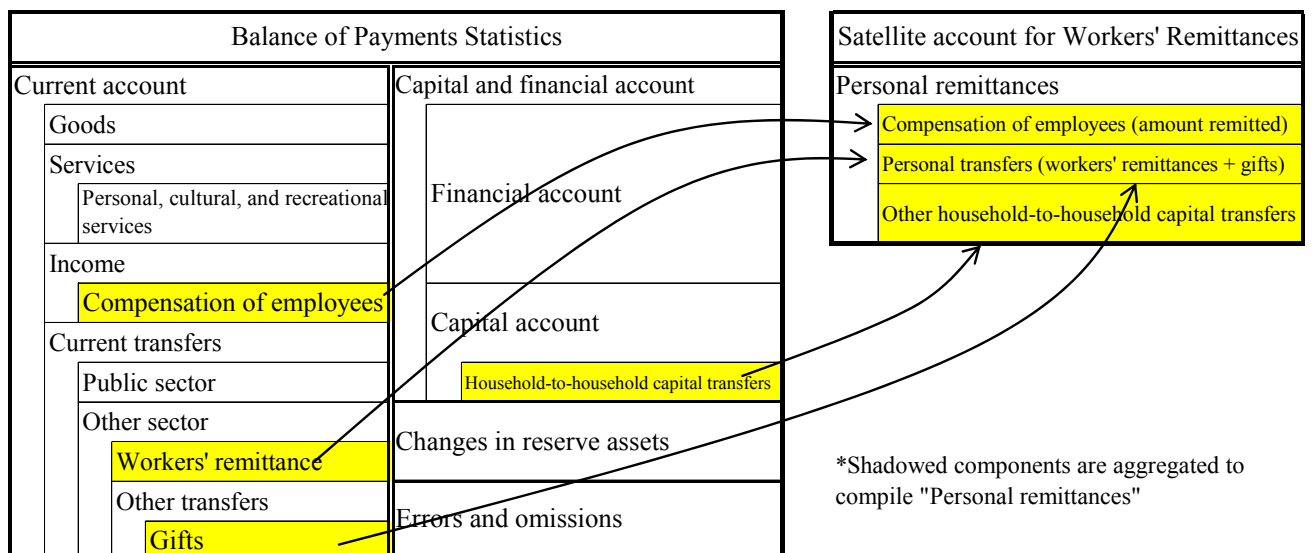 Balance of Payments Statistics
Current account
Goods
Services
Personal, cultural, and recreational
services
Income
Compensation of employees
Current transfers
Public sector
Other sector
Workers' remittance
Other transfers
Gifts
Capital and financial account
Financial account
Capital account
Household-to-household capital transfers
Changes in reserve assets
Errors and omissions
Satellite account for Workers' Remittances
Personal remittances
Compensation of employees (amount remitted)
Personal transfers (workers' remittances + gifts)
Other household-to-household capital transfers
*Shadowed components are aggregated to
compile "Personal remittances"